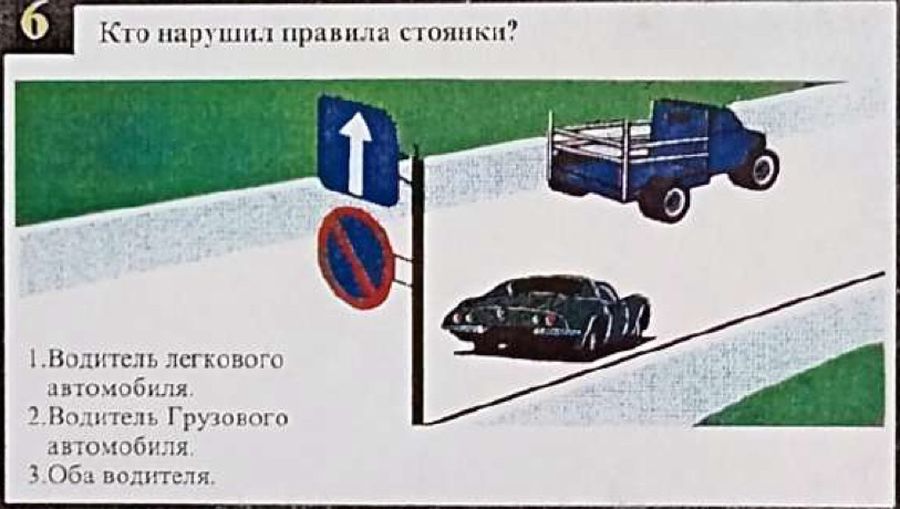 6
Кто нарушил правила стоянки?
1.Водитель легкового
автомобиля.
2.Водитель Грузового
автомобиля.
3.Оба водителя.